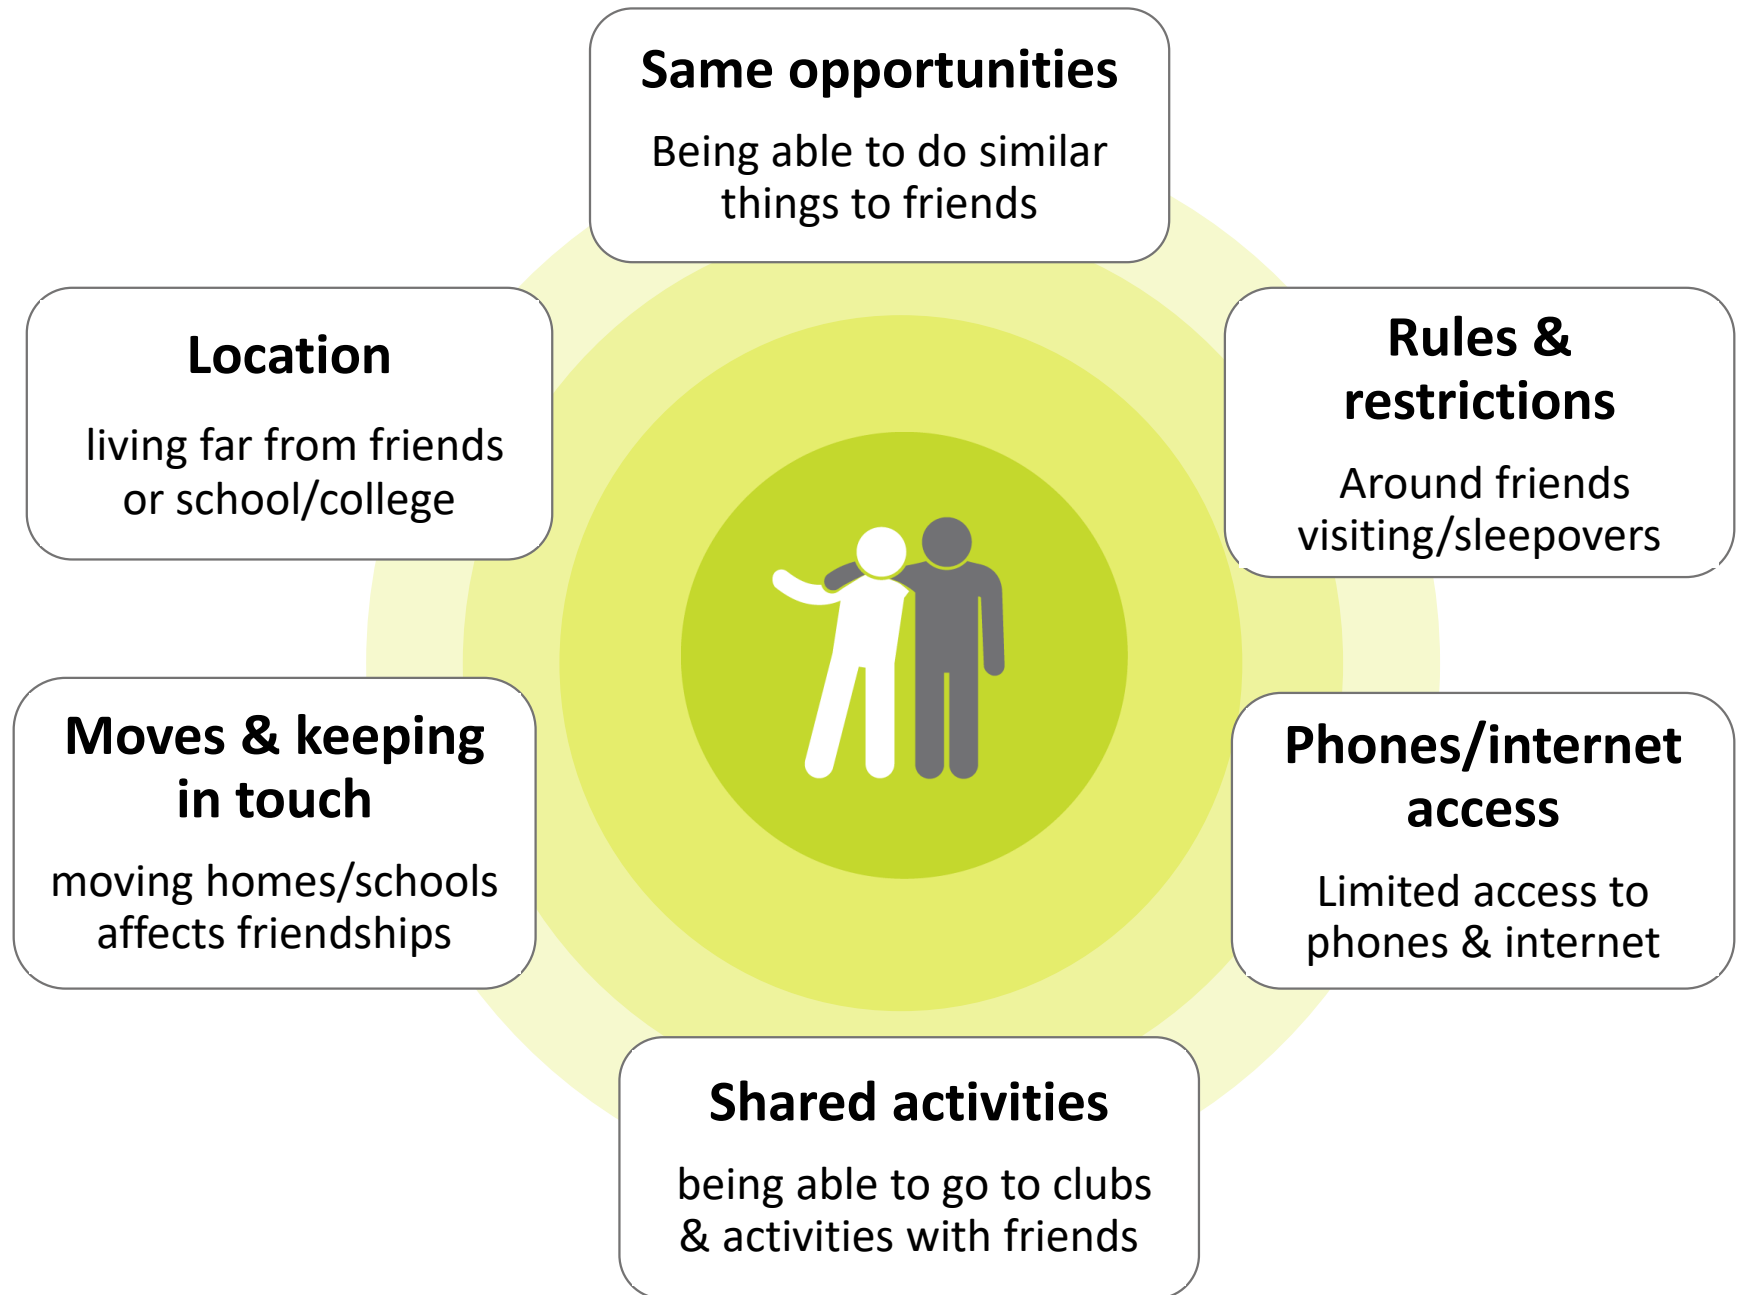 Same opportunities
Being able to do similar
things to friends
Location
living far from friends
or school/college
Rules &
restrictions
Around friends
visiting/sleepovers
Moves & keeping
in touch
moving homes/schools
affects friendships
Phones/internet
access
Limited access to
phones & internet
Shared activities
being able to go to clubs
& activities with friends